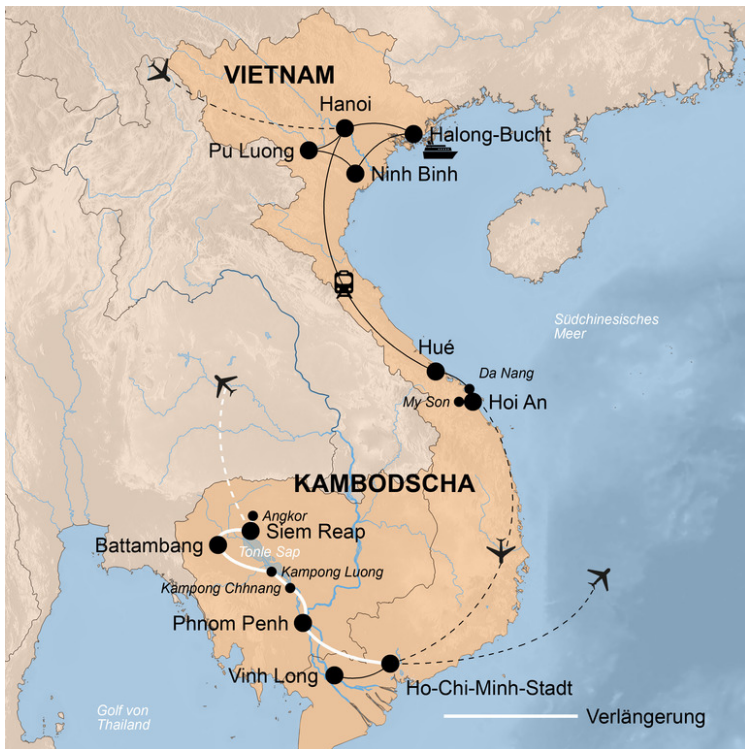 VIETNAM
Hanoi
Halong-Bucht
Pu Luong
Ninh Binh
Südchinesisches
Meer
Hué
Da Nang
My Son
Hoi An
KAMBODSCHA
Angkor
Siem Reap
Battambang
Tonle Sap
Kampong Luong
Kampong Chhnang
Phnom Penh
Vinh Long
Ho-Chi-Minh-Stadt
Golf von
Thailand
Verlängerung